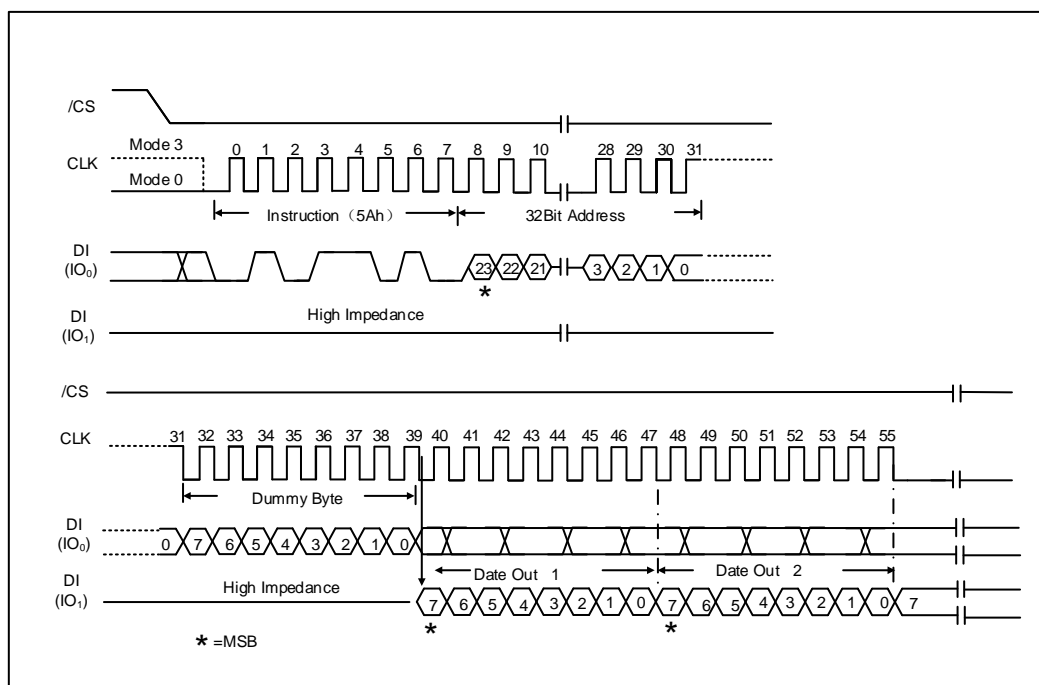 /CS
Mode 3
CLK
0 1 2 3 4 5 6 7 8 9 10 28 29 30 31
Mode 0
Instruction（5Ah） 32Bit Address
DI
(IO₀)
23 22 21 3 2 1 0
*
DI
(IO₁)
High Impedance
/CS
CLK
31 32 33 34 35 36 37 38 39 40 41 42 43 44 45 46 47 48 49 50 51 52 53 54 55
Dummy Byte
DI
(IO₀)
0 7 6 5 4 3 2 1 0
Date Out 1 Date Out 2
DI
(IO₁)
High Impedance
7 6 5 4 3 2 1 0 7 6 5 4 3 2 1 0 7
* *
* =MSB